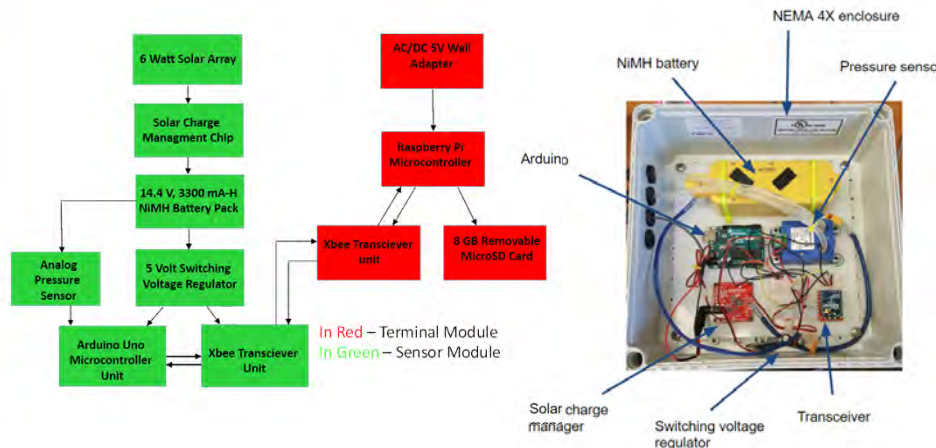 6 Watt Solar Array
Solar Charge
Managment Chip
14.4 V, 3300 mA-H
NiMH Battery Pack
Analog
Pressure
Sensor
5 Volt Switching
Voltage Regulator
Arduino Uno
Microcontroller
Unit
Xbee Transciever
Unit
AC/DC 5V Wall
Adapter
Raspberry Pi
Microcontroller
Xbee Transciever
unit
8 GB Removable
MicroSD Card
In Red – Terminal Module
In Green – Sensor Module
NEMA 4X enclosure
NiMH battery
Pressure sensor
Arduino
Solar charge
manager
Switching voltage
regulator
Transceiver